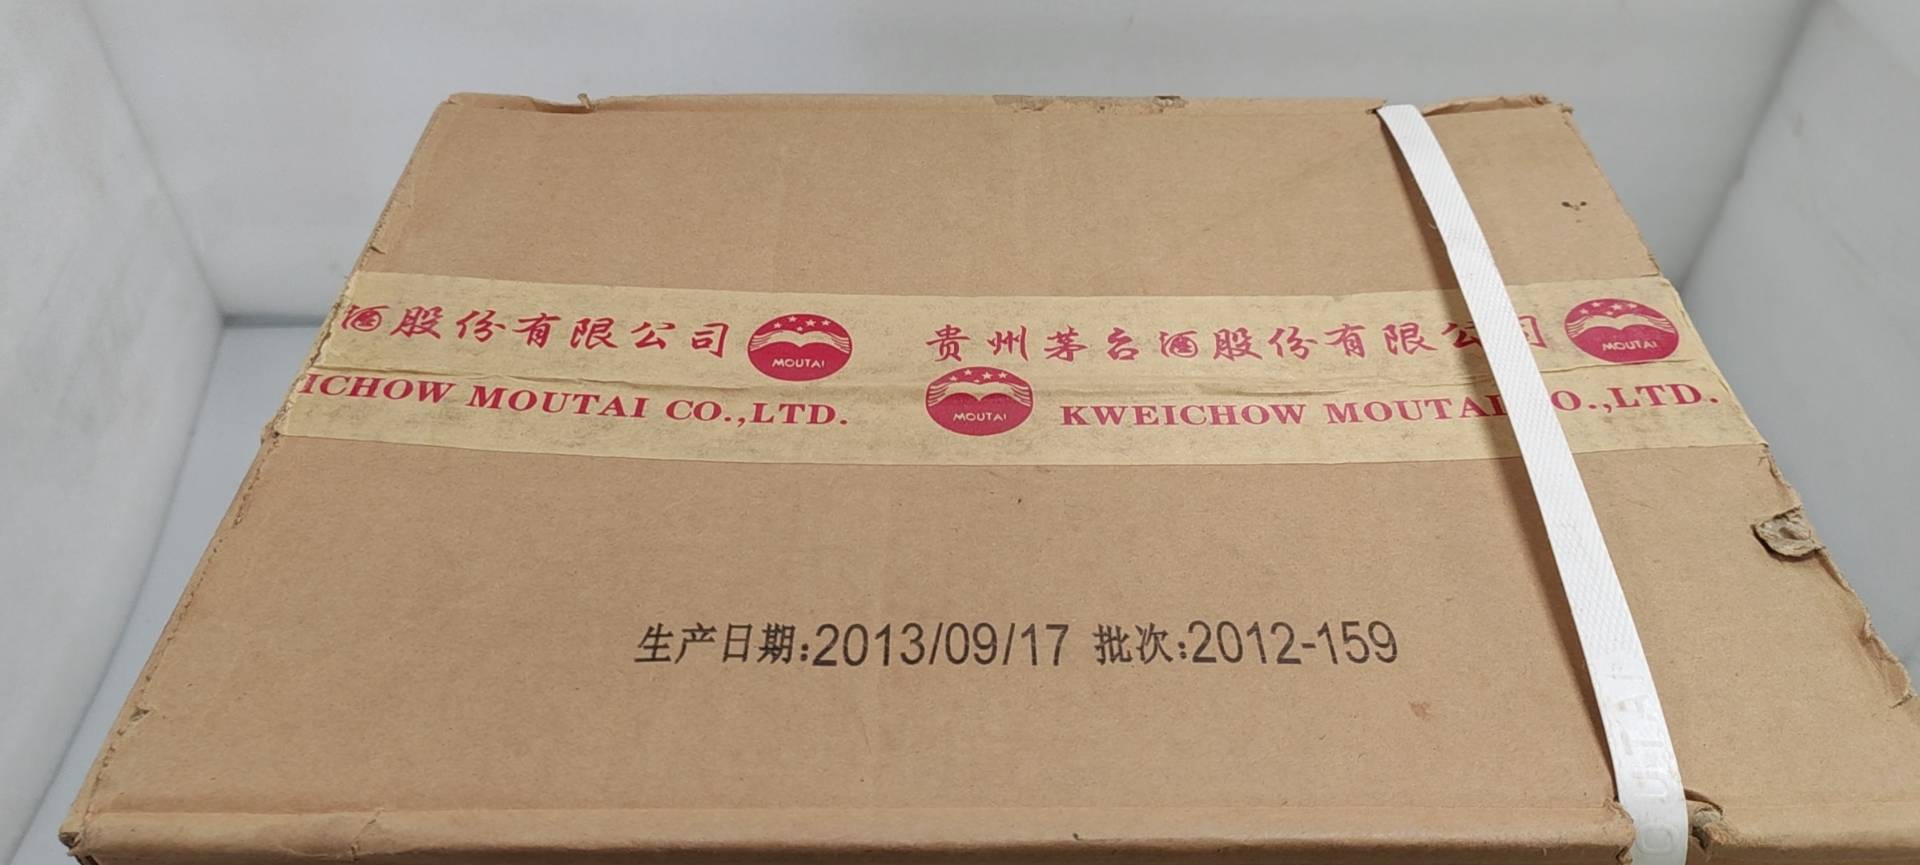 酒股份有限公司 MOUTAI 贵州茅台酒股份有限公司 MOUTAI
ICHOW MOUTAI CO.,LTD. MOUTAI KWEICHOW MOUTAI O.,LTD.
生产日期:2013/09/17 批次:2012-159